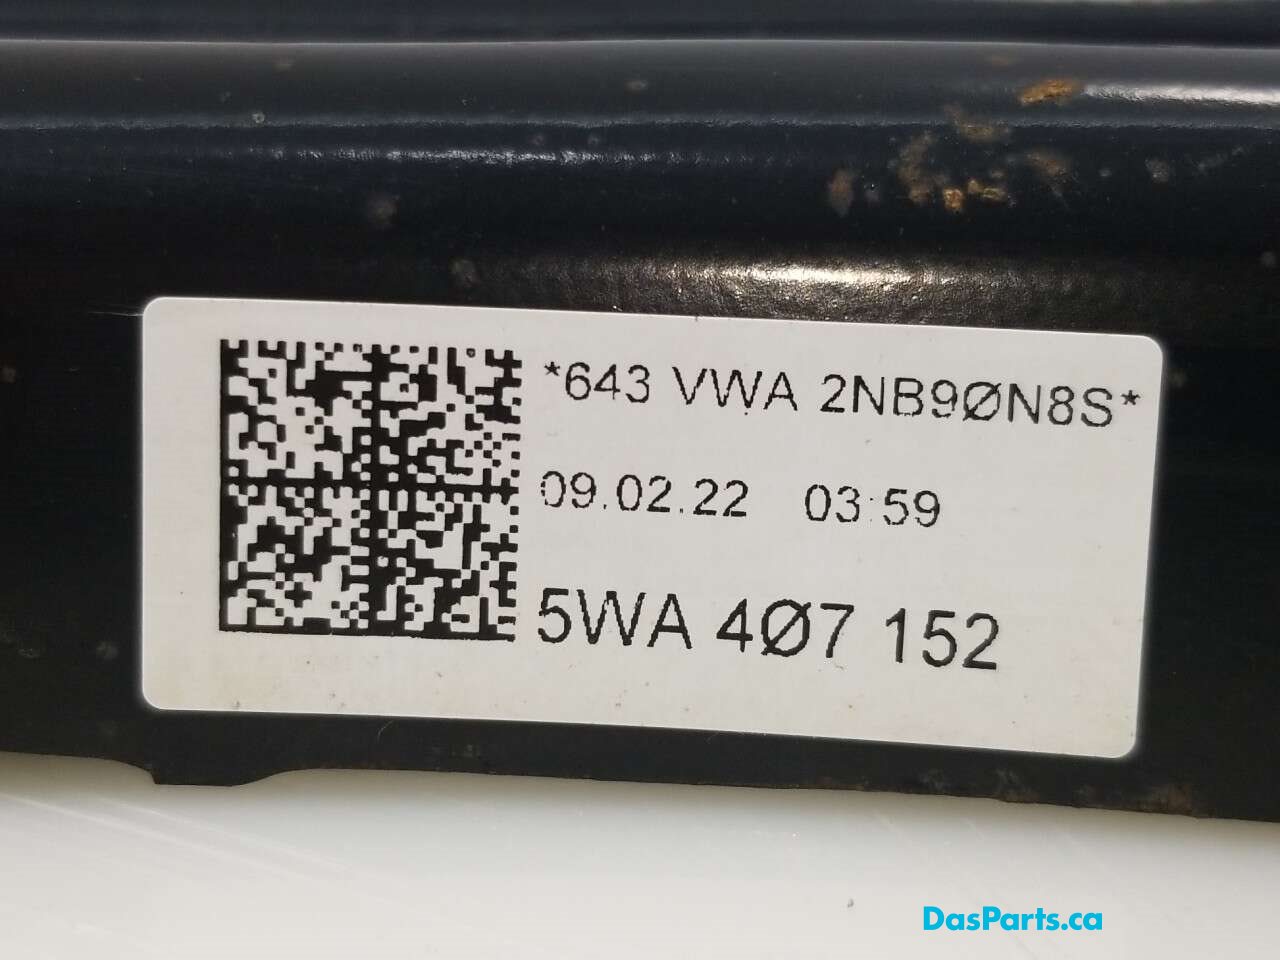 *643 VWA 2NB9ØN8S*
09.02.22 03:59
5WA 4Ø7 152
DasParts.ca